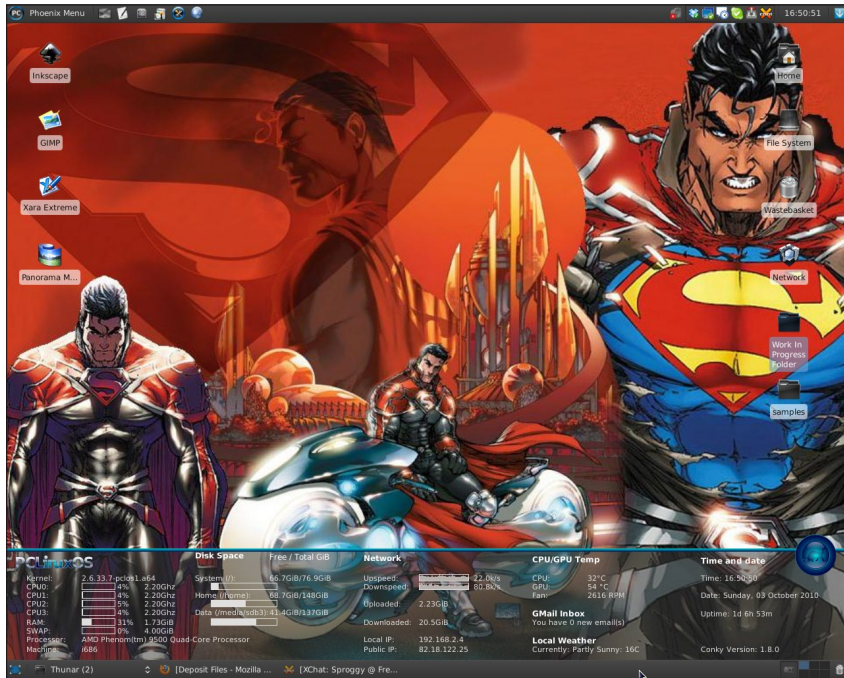 PC Phoenix Menu
16:50:51
Inkscape
GIMP
Xara Extreme
Panorama M...
Home
File System
Wastebasket
Network
Work In
Progress
Folder
samples
PCLinuxOS
Kernel: 2.6.33.7-pclos1.a64
CPU0: 4% 2.20Ghz
CPU1: 4% 2.20Ghz
CPU2: 5% 2.20Ghz
CPU3: 4% 2.20Ghz
RAM: 31% 1.73GiB
SWAP: 0% 4.00GiB
Processor: AMD Phenom(tm) 9500 Quad-Core Processor
Machine: i686
Disk Space Free / Total GiB
System (/): 66.7GiB/76.9GiB
Home (/home): 68.7GiB/148GiB
Data (/media/sdb3): 41.4GiB/137GiB
Network
Upspeed: 22.0k/s
Downspeed: 80.8k/s
Uploaded: 2.23GiB
Downloaded: 20.5GiB
Local IP: 192.168.2.4
Public IP: 82.18.122.25
CPU/GPU Temp
CPU: 32°C
GPU: 54 °C
Fan: 2616 RPM
GMail Inbox
You have 0 new email(s)
Local Weather
Currently: Partly Sunny: 16C
Time and date
Time: 16:50:50
Date: Sunday, 03 October 2010
Uptime: 1d 6h 53m
Conky Version: 1.8.0
Thunar (2)
[Deposit Files - Mozilla ...
[XChat: Sproggy @ Fre...